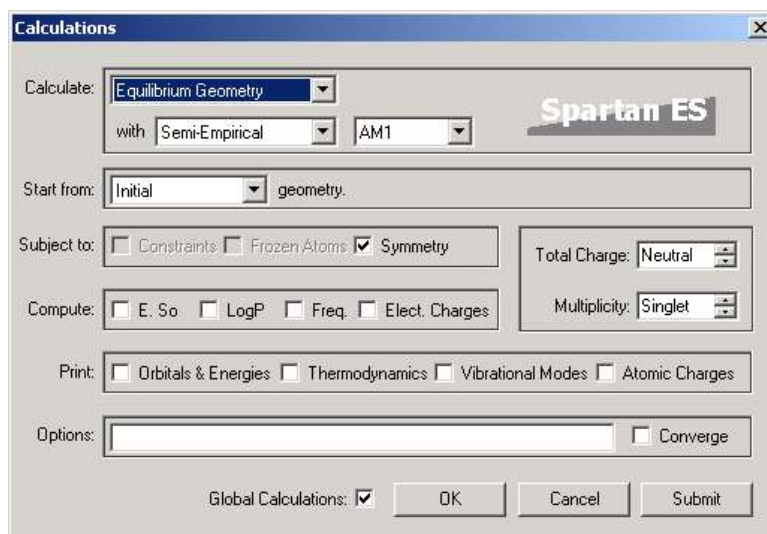 Calculations
Calculate: Equilibrium Geometry
with Semi-Empirical AM1
Spartan ES
Start from: Initial geometry.
Subject to: Constraints Frozen Atoms Symmetry
Total Charge: Neutral
Compute: E. So LogP Freq. Elect. Charges
Multiplicity: Singlet
Print: Orbitals & Energies Thermodynamics Vibrational Modes Atomic Charges
Options: Converge
Global Calculations: OK Cancel Submit